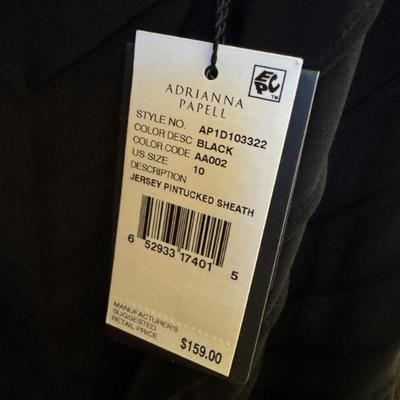 EPC™
ADRIANNA
PAPELL
STYLE NO. AP1D103322
COLOR DESC BLACK
COLOR CODE AA002
US SIZE 10
DESCRIPTION
JERSEY PINTUCKED SHEATH
6 52933 17401 5
MANUFACTURER'S
SUGGESTED
RETAIL PRICE $159.00